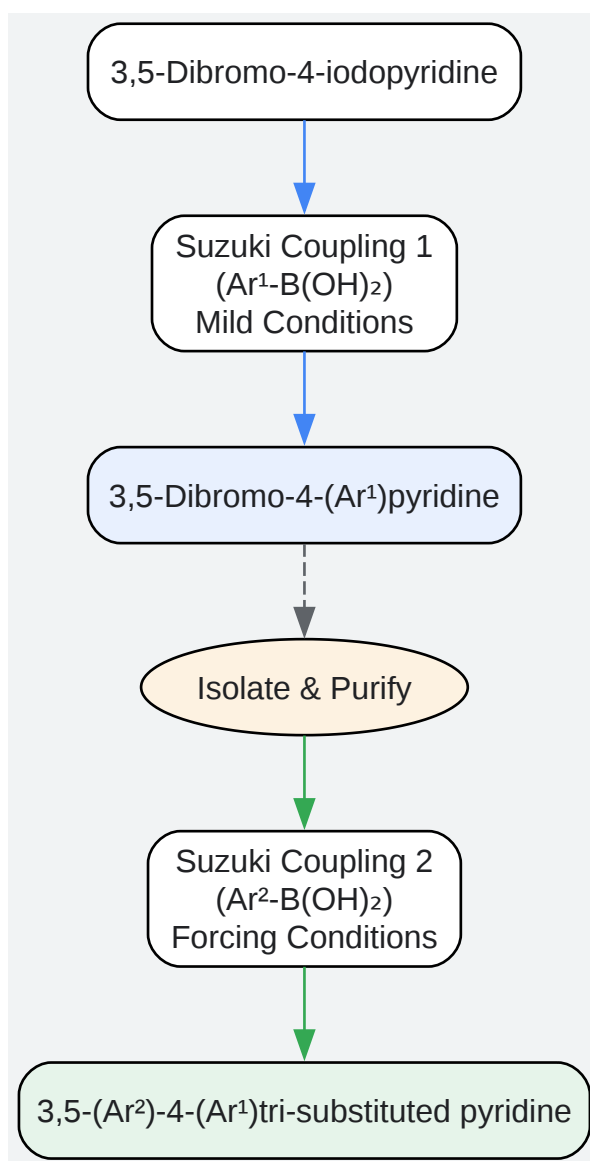 3,5-Dibromo-4-iodopyridine
Suzuki Coupling 1
(Ar¹-B(OH)₂)
Mild Conditions
3,5-Dibromo-4-(Ar¹)pyridine
Isolate & Purify
Suzuki Coupling 2
(Ar²-B(OH)₂)
Forcing Conditions
3,5-(Ar²)-4-(Ar¹)tri-substituted pyridine